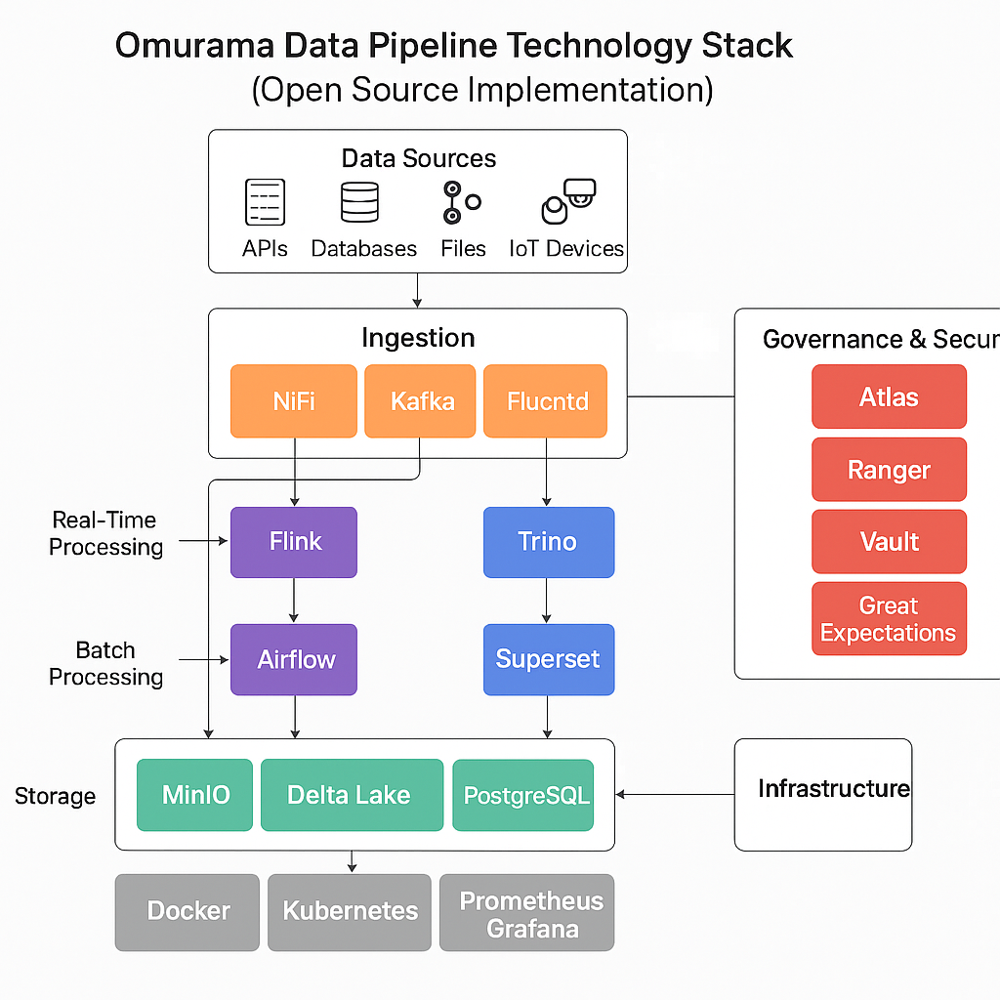 Omurama Data Pipeline Technology Stack
(Open Source Implementation)
Data Sources
APIs
Databases
Files
IoT Devices
Ingestion
NiFi
Kafka
Flucntd
Governance & Secur
Atlas
Ranger
Vault
Great
Expectations
Real-Time
Processing
Flink
Trino
Batch
Processing
Airflow
Superset
Storage
MinIO
Delta Lake
PostgreSQL
Infrastructure
Docker
Kubernetes
Prometheus
Grafana